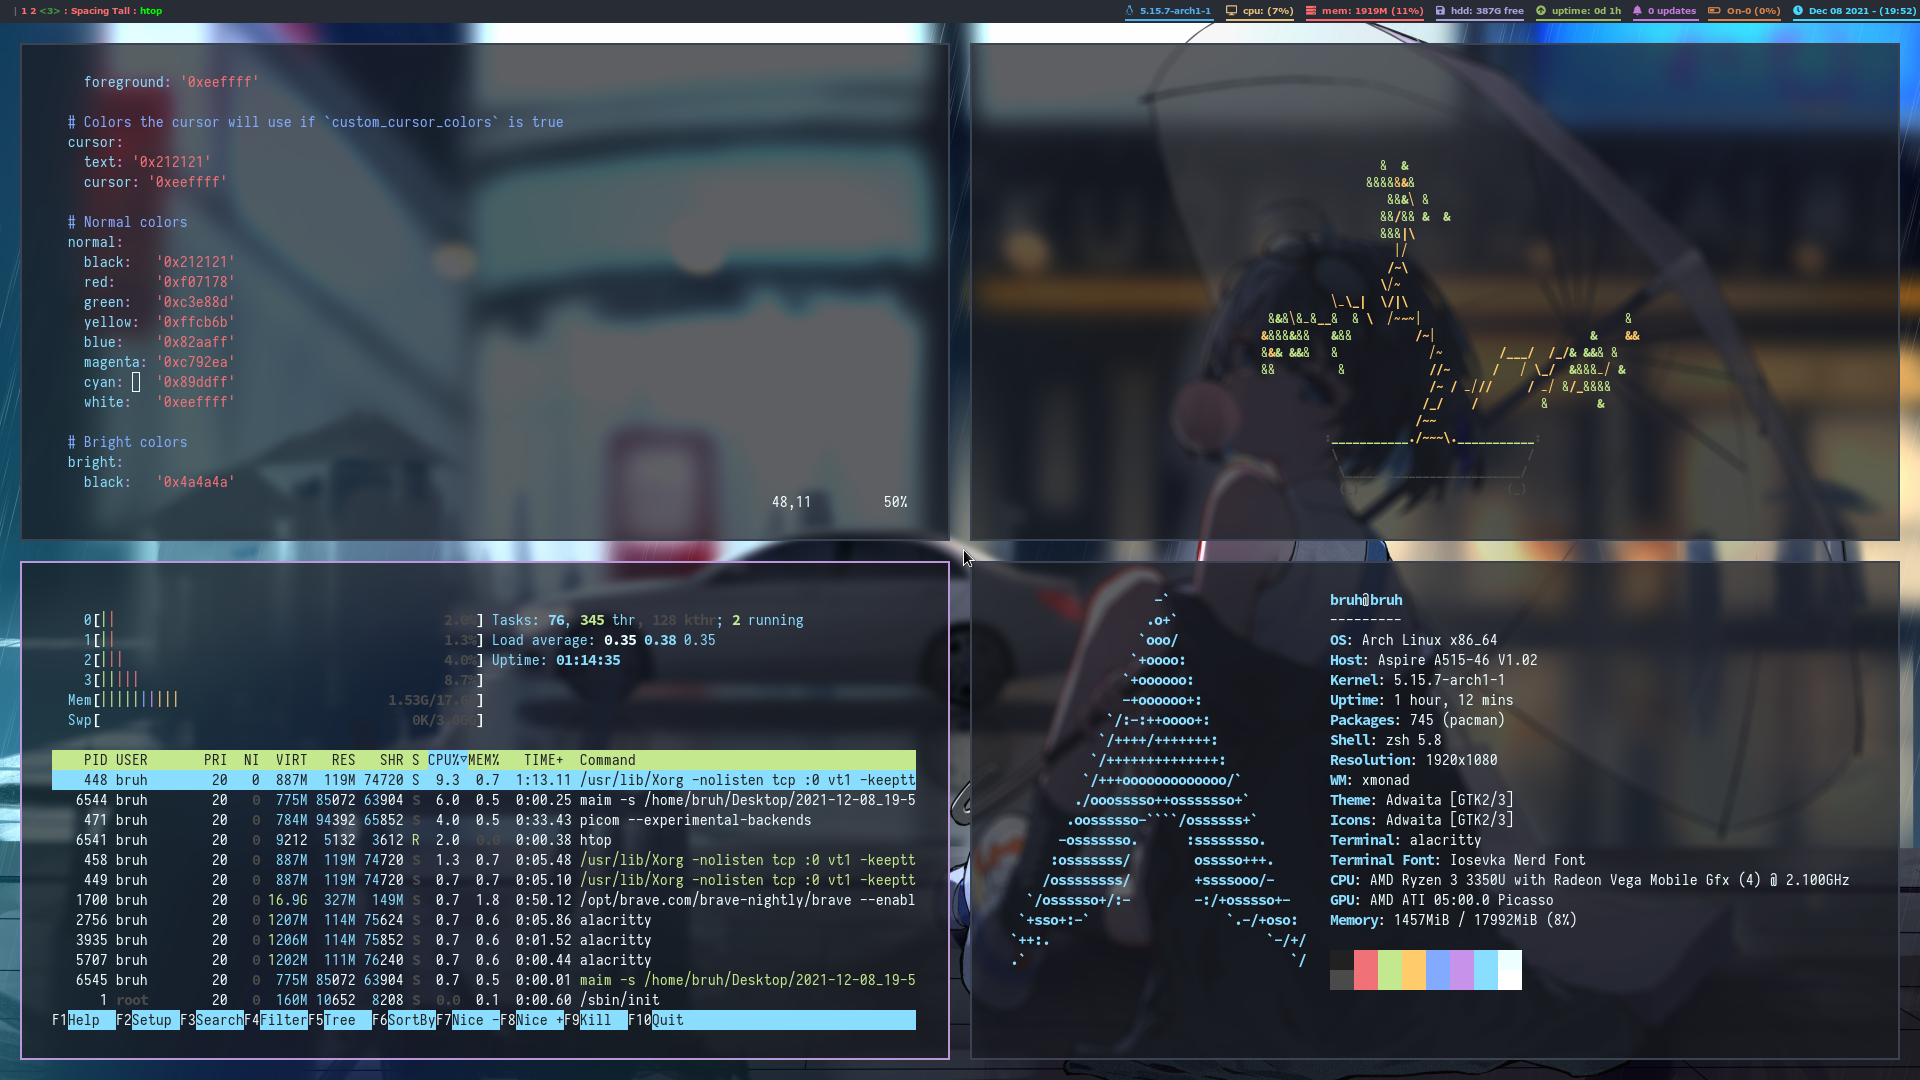 | 1 2 <3> : Spacing Tall : htop
5.15.7-arch1-1 cpu: (7%) mem: 1919M (11%) hdd: 387G free uptime: 0d 1h 0 updates On-0 (0%) Dec 08 2021 - (19:52)
foreground: '0xeeffff'
# Colors the cursor will use if `custom_cursor_colors` is true
cursor:
text: '0x212121'
cursor: '0xeeffff'
# Normal colors
normal:
black: '0x212121'
red: '0xf07178'
green: '0xc3e88d'
yellow: '0xffcb6b'
blue: '0x82aaff'
magenta: '0xc792ea'
cyan: '0x89ddff'
white: '0xeeffff'
# Bright colors
bright:
black: '0x4a4a4a'
48,11 50%
0[|| 2.0%] Tasks: 76, 345 thr, 128 kthr; 2 running
1[|| 1.3%] Load average: 0.35 0.38 0.35
2[||| 4.0%] Uptime: 01:14:35
3[||||| 8.7%]
Mem[|||||||||| 1.53G/17.6G]
Swp[ 0K/3.00G]
PID USER PRI NI VIRT RES SHR S CPU%▽MEM% TIME+ Command
448 bruh 20 0 887M 119M 74720 S 9.3 0.7 1:13.11 /usr/lib/Xorg -nolisten tcp :0 vt1 -keeptt
6544 bruh 20 0 775M 85072 63904 S 6.0 0.5 0:00.25 maim -s /home/bruh/Desktop/2021-12-08_19-5
471 bruh 20 0 784M 94392 65852 S 4.0 0.5 0:33.43 picom --experimental-backends
6541 bruh 20 0 9212 5132 3612 R 2.0 0.0 0:00.38 htop
458 bruh 20 0 887M 119M 74720 S 1.3 0.7 0:05.48 /usr/lib/Xorg -nolisten tcp :0 vt1 -keeptt
449 bruh 20 0 887M 119M 74720 S 0.7 0.7 0:05.10 /usr/lib/Xorg -nolisten tcp :0 vt1 -keeptt
1700 bruh 20 0 16.9G 327M 149M S 0.7 1.8 0:50.12 /opt/brave.com/brave-nightly/brave --enabl
2756 bruh 20 0 1207M 114M 75624 S 0.7 0.6 0:05.86 alacritty
3935 bruh 20 0 1206M 114M 75852 S 0.7 0.6 0:01.52 alacritty
5707 bruh 20 0 1202M 111M 76240 S 0.7 0.6 0:00.44 alacritty
6545 bruh 20 0 775M 85072 63904 S 0.7 0.5 0:00.01 maim -s /home/bruh/Desktop/2021-12-08_19-5
1 root 20 0 160M 10652 8208 S 0.0 0.1 0:00.60 /sbin/init
F1Help F2Setup F3SearchF4FilterF5Tree F6SortByF7Nice -F8Nice +F9Kill F10Quit
bruh@bruh
---------
OS: Arch Linux x86_64
Host: Aspire A515-46 V1.02
Kernel: 5.15.7-arch1-1
Uptime: 1 hour, 12 mins
Packages: 745 (pacman)
Shell: zsh 5.8
Resolution: 1920x1080
WM: xmonad
Theme: Adwaita [GTK2/3]
Icons: Adwaita [GTK2/3]
Terminal: alacritty
Terminal Font: Iosevka Nerd Font
CPU: AMD Ryzen 3 3350U with Radeon Vega Mobile Gfx (4) @ 2.100GHz
GPU: AMD ATI 05:00.0 Picasso
Memory: 1457MiB / 17992MiB (8%)